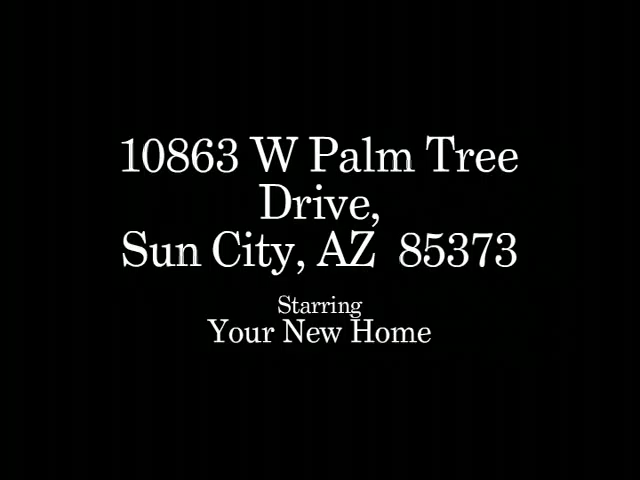 10863 W Palm Tree
Drive,
Sun City, AZ  85373
Starring
Your New Home